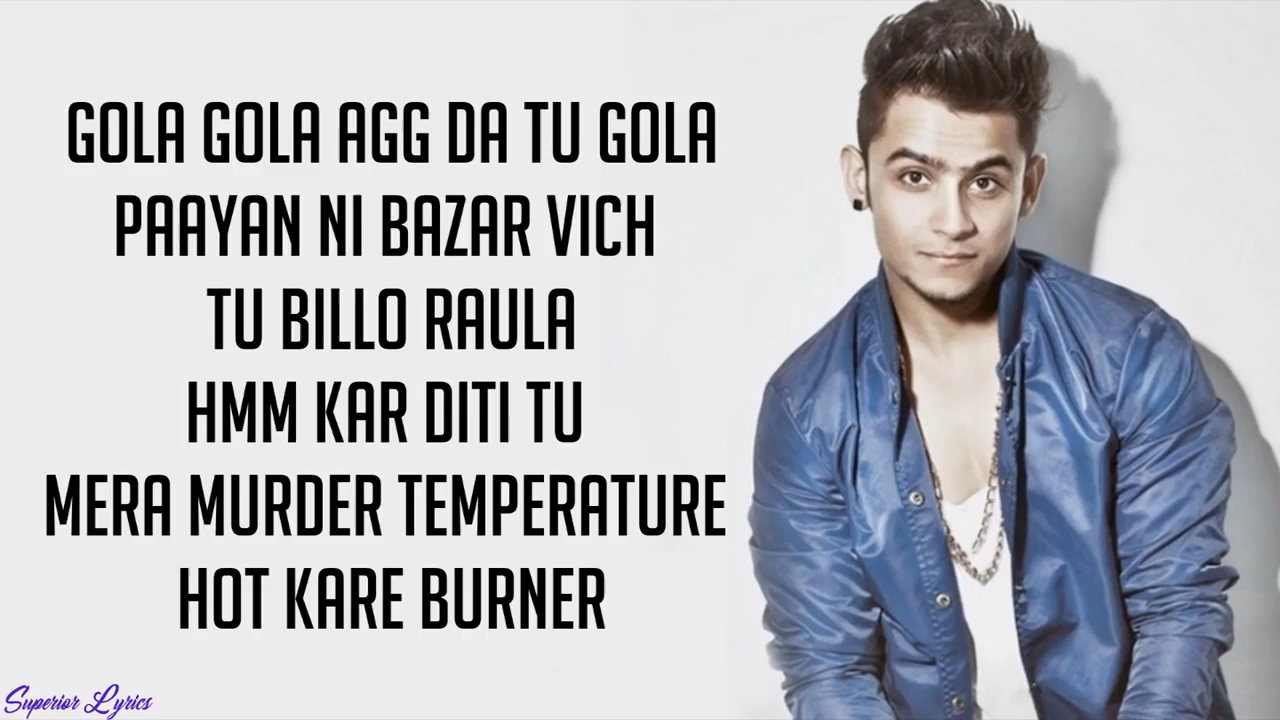 GOLA GOLA AGG DA TU GOLA
PAAYAN NI BAZAR VICH
TU BILLO RAULA
HMM KAR DITI TU
MERA MURDER TEMPERATURE
HOT KARE BURNER
Superior Lyrics